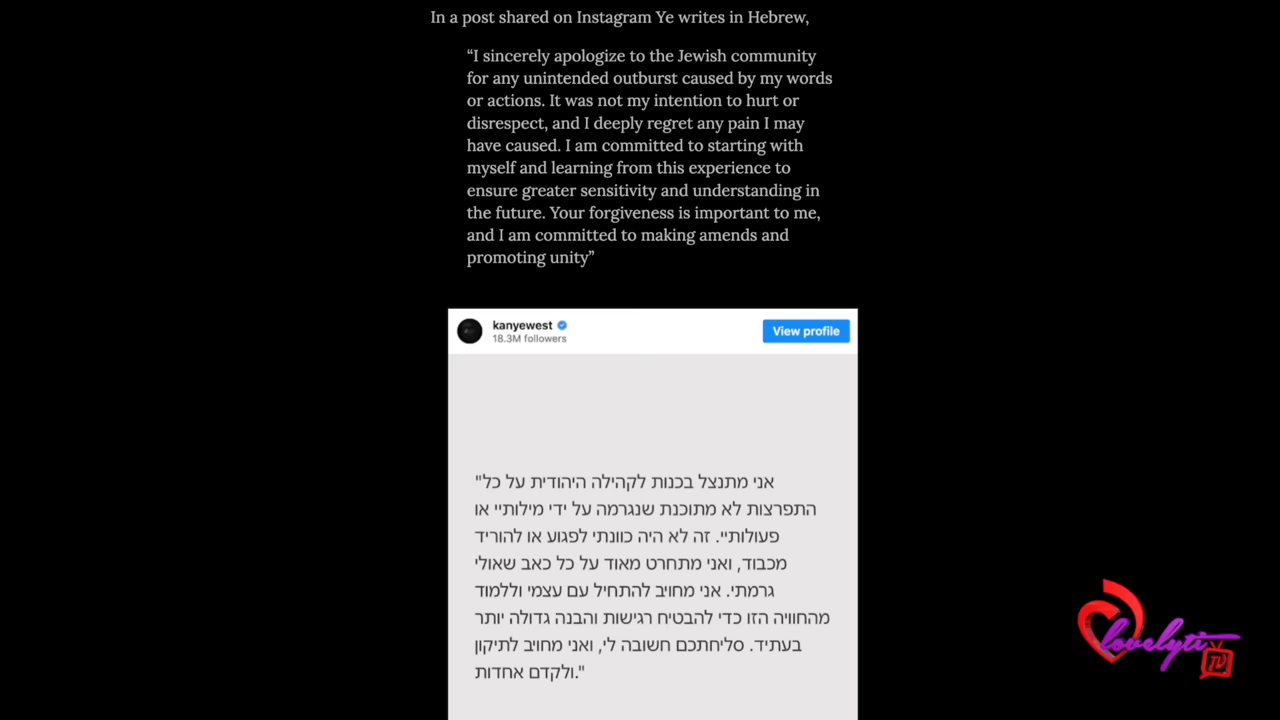 In a post shared on Instagram Ye writes in Hebrew,
“I sincerely apologize to the Jewish community
for any unintended outburst caused by my words
or actions. It was not my intention to hurt or
disrespect, and I deeply regret any pain I may
have caused. I am committed to starting with
myself and learning from this experience to
ensure greater sensitivity and understanding in
the future. Your forgiveness is important to me,
and I am committed to making amends and
promoting unity”
kanyewest
18.3M followers
View profile
"אני מתנצל בכנות לקהילה היהודית על כל
התפרצות לא מתוכנת שנגרמה על ידי מילותיי או
פעולותיי. זה לא היה כוונתי לפגוע או להוריד
מכבוד, ואני מתחרט מאוד על כל כאב שאולי
גרמתי. אני מחויב להתחיל עם עצמי וללמוד
מהחוויה הזו כדי להבטיח רגישות והבנה גדולה יותר
בעתיד. סליחתכם חשובה לי, ואני מחויב לתיקון
ולקדם אחדות."
lovelyti
TV